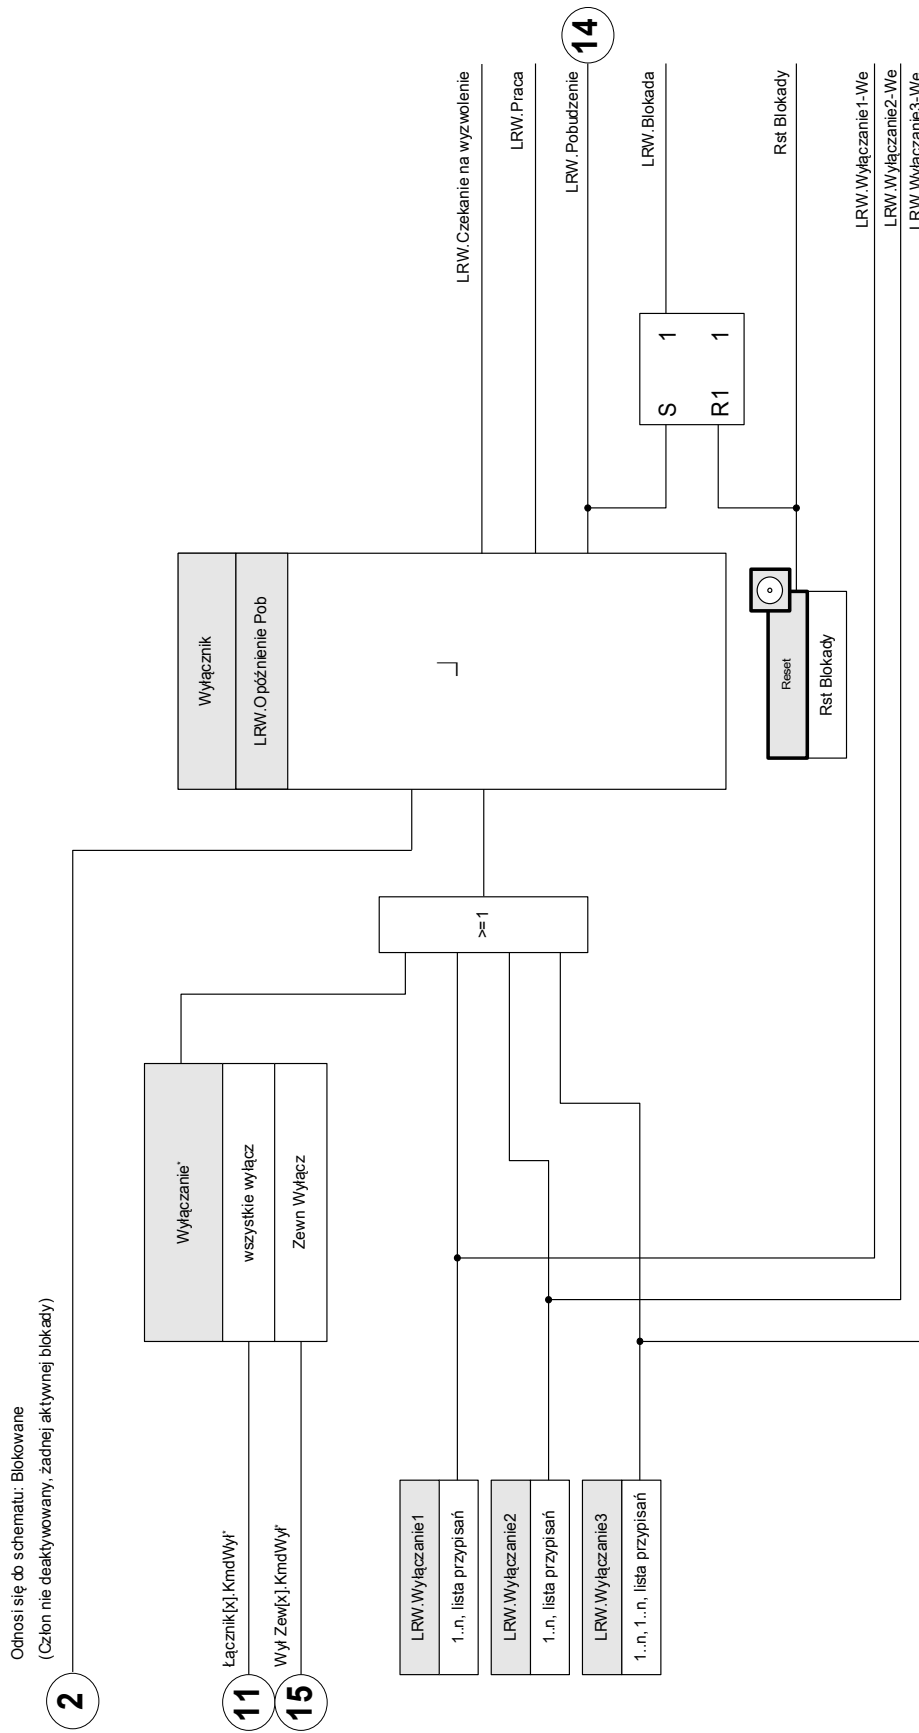 Odnosi się do schematu: Blokowane
(Człon nie deaktywowany, żadnej aktywnej blokady)
2
Łącznik[x].KmdWył*
11
Wył Zew[x].KmdWył*
15
Wyłączanie*
wszystkie wyłącz
Zewn Wyłącz
LRW.Wyłączanie1
1..n, lista przypisań
LRW.Wyłączanie2
1..n, lista przypisań
LRW.Wyłączanie3
1..n, 1..n, lista przypisań
>=1
Wyłącznik
LRW.Opóźnienie Pob
Reset
Rst Blokady
S 1
R1 1
LRW.Czekanie na wyzwolenie
LRW.Praca
LRW.Pobudzenie
14
LRW.Blokada
Rst Blokady
LRW.Wyłączanie1-We
LRW.Wyłączanie2-We
LRW.Wyłączanie3-We